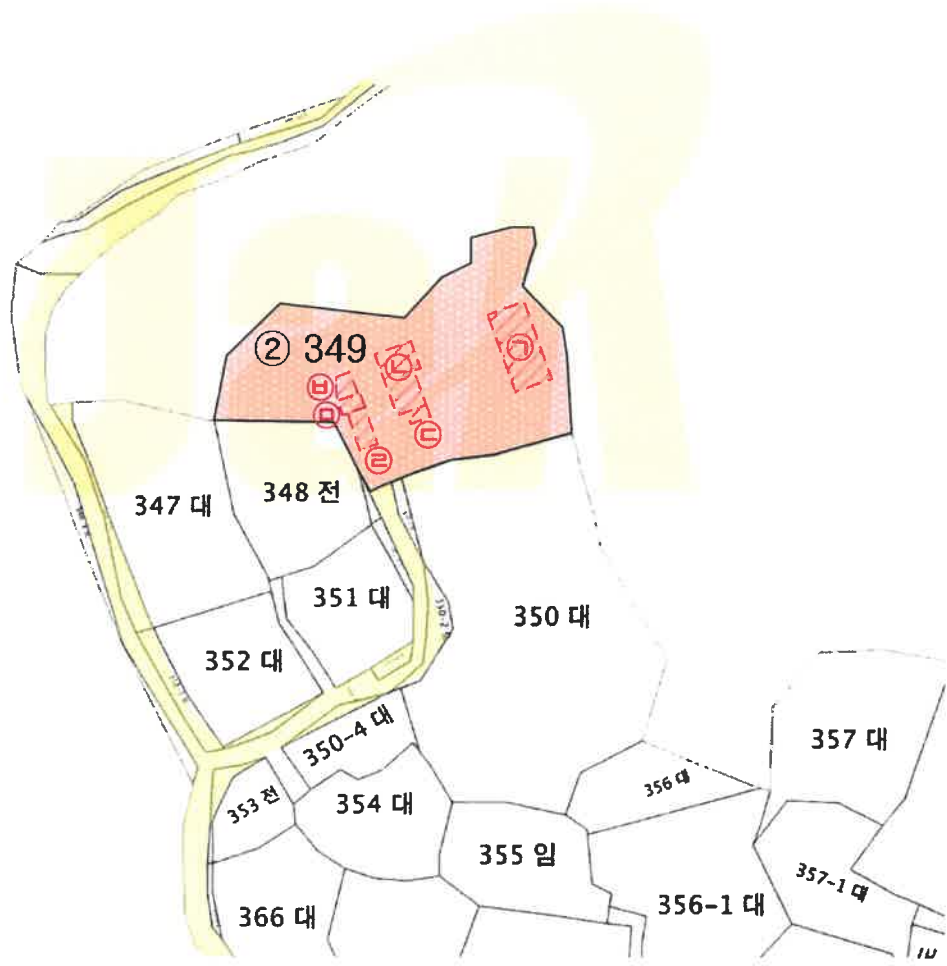 ② 349
㉠
㉡
㉥
㉤
㉢
㉣
347 대
348 전
351 대
350 대
352 대
350-4 대
357 대
353 전
354 대
356 대
355 임
357-1 대
366 대
356-1 대